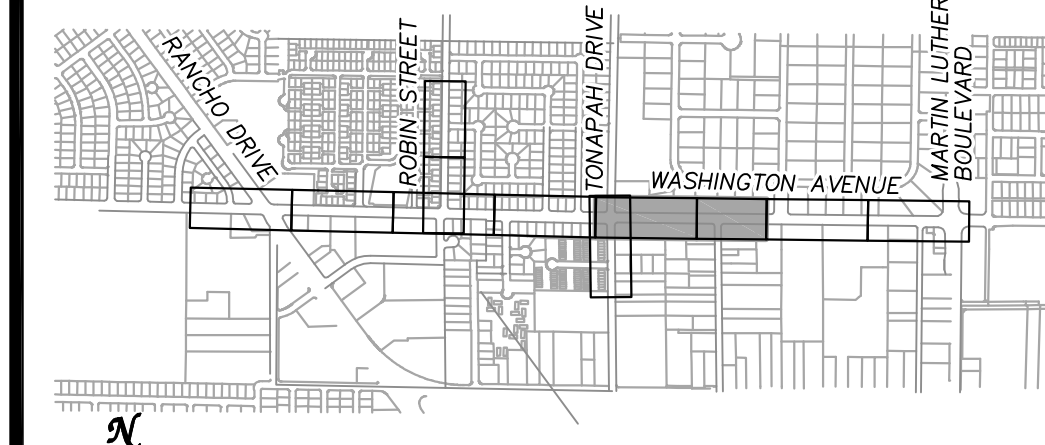 RANCHO DRIVE
ROBIN STREET
TONAPAH DRIVE
WASHINGTON AVENUE
MARTIN LUTHER
BOULEVARD
N